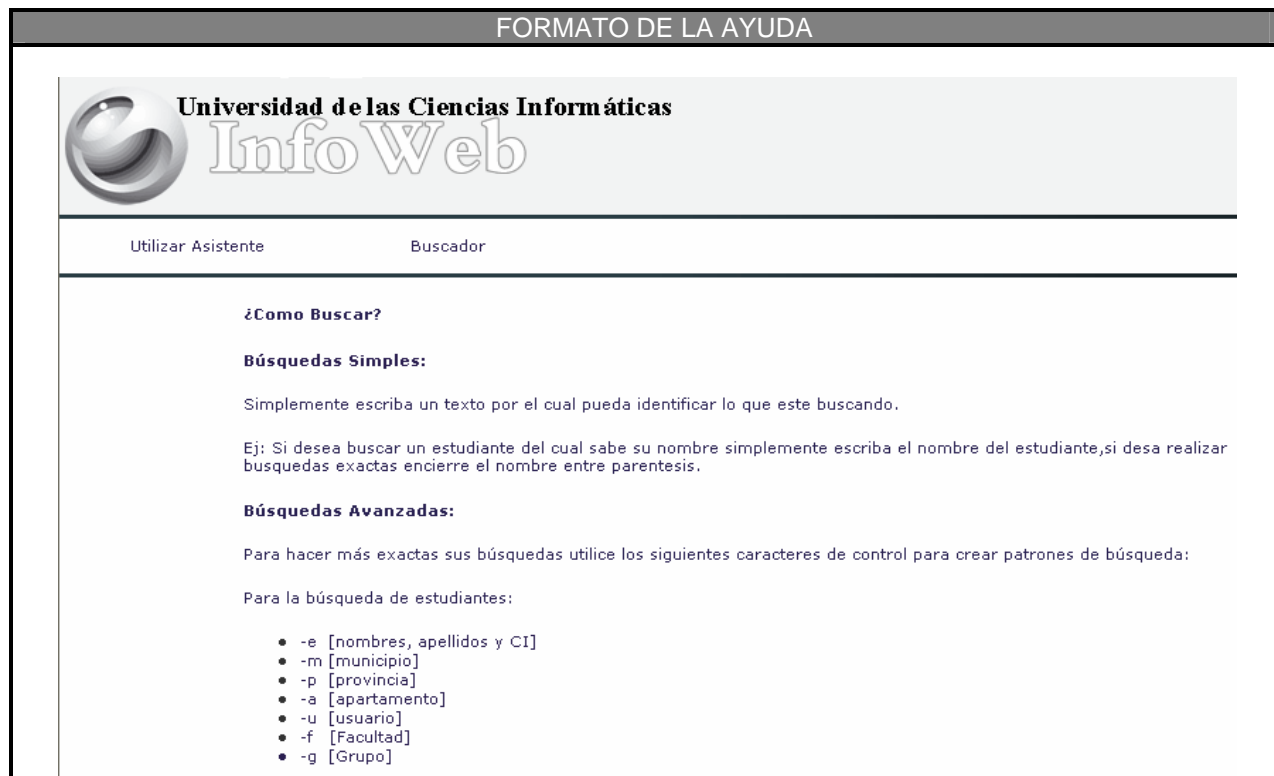 FORMATO DE LA AYUDA
Universidad de las Ciencias Informáticas
InfoWeb
Utilizar Asistente Buscador
¿Como Buscar?
Búsquedas Simples:
Simplemente escriba un texto por el cual pueda identificar lo que este buscando.
Ej: Si desea buscar un estudiante del cual sabe su nombre simplemente escriba el nombre del estudiante,si desa realizar
busquedas exactas encierre el nombre entre parentesis.
Búsquedas Avanzadas:
Para hacer más exactas sus búsquedas utilice los siguientes caracteres de control para crear patrones de búsqueda:
Para la búsqueda de estudiantes:
● -e [nombres, apellidos y CI]
● -m [municipio]
● -p [provincia]
● -a [apartamento]
● -u [usuario]
● -f [Facultad]
● -g [Grupo]